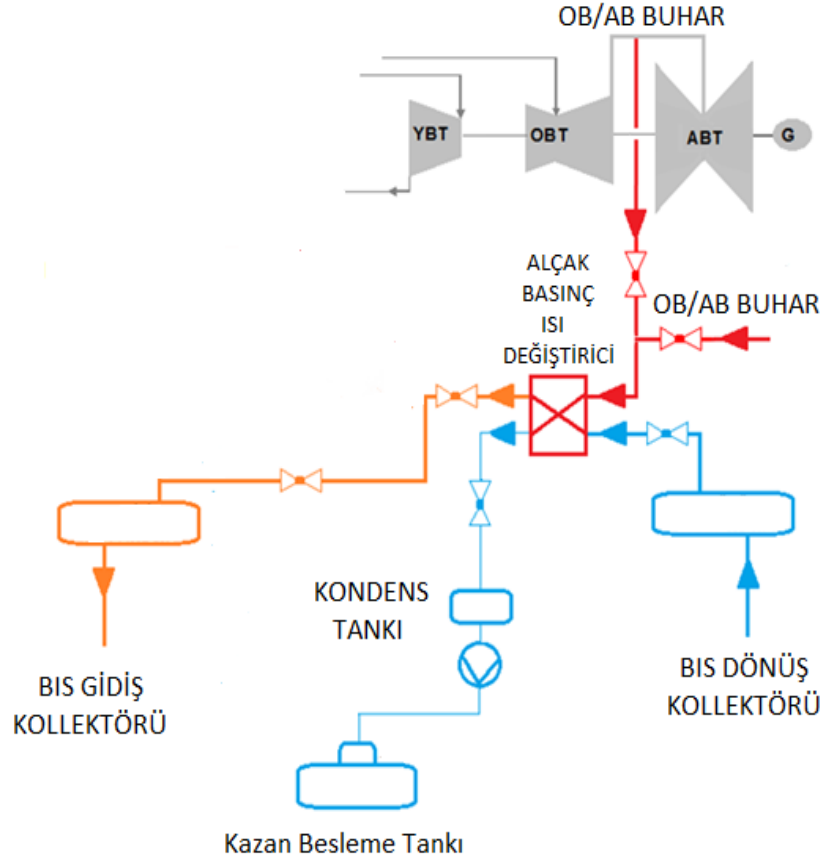 OB/AB BUHAR
YBT
OBT
ABT
G
ALÇAK
BASINÇ
ISI
DEĞİŞTİRİCİ
OB/AB BUHAR
KONDENS
TANKI
BIS GİDİŞ
KOLLEKTÖRÜ
BIS DÖNÜŞ
KOLLEKTÖRÜ
Kazan Besleme Tankı